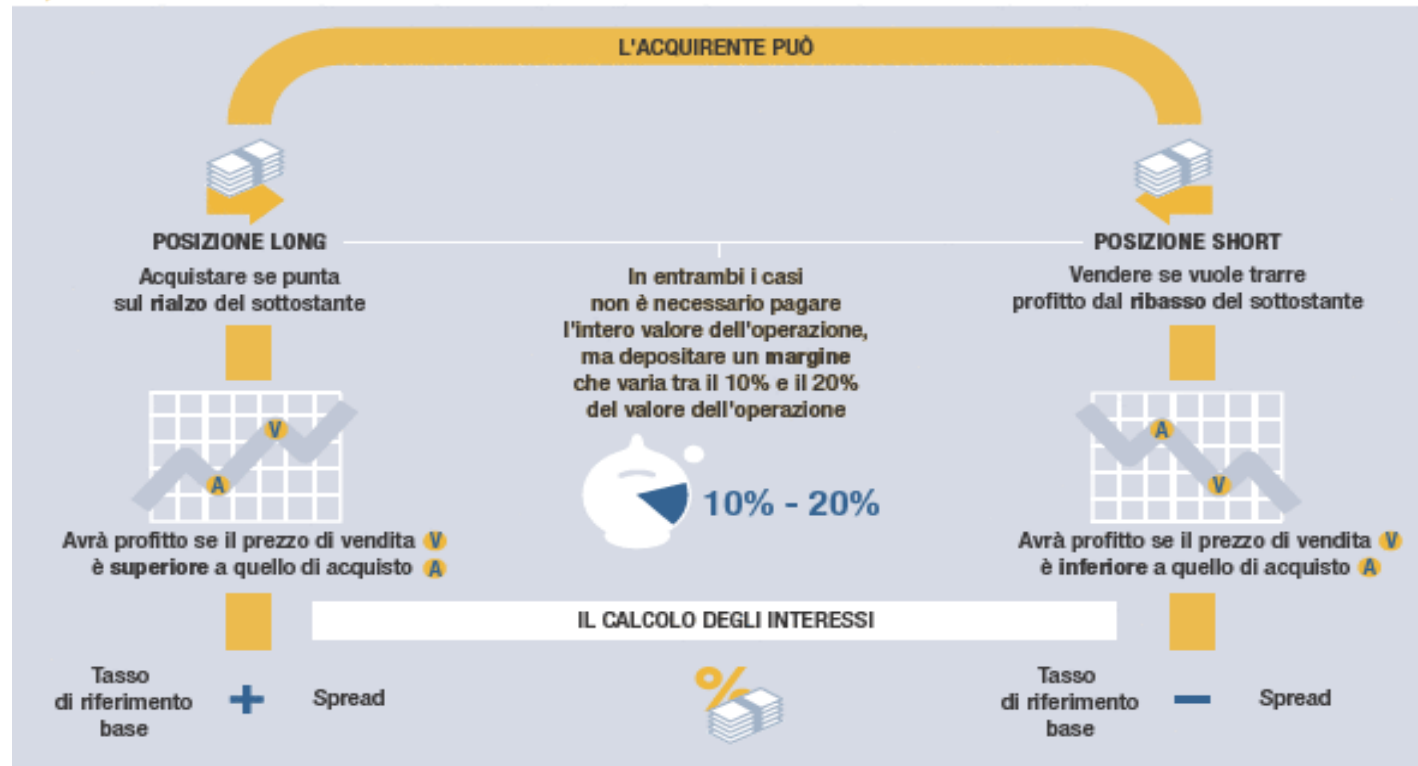 L'ACQUIRENTE PUÒ
POSIZIONE LONG
Acquistare se punta
sul rialzo del sottostante
V
A
Avrà profitto se il prezzo di vendita V
è superiore a quello di acquisto A
In entrambi i casi
non è necessario pagare
l'intero valore dell'operazione,
ma depositare un margine
che varia tra il 10% e il 20%
del valore dell'operazione
10% - 20%
POSIZIONE SHORT
Vendere se vuole trarre
profitto dal ribasso del sottostante
A
V
Avrà profitto se il prezzo di vendita V
è inferiore a quello di acquisto A
IL CALCOLO DEGLI INTERESSI
Tasso
di riferimento
base
+
Spread
%
Tasso
di riferimento
base
−
Spread